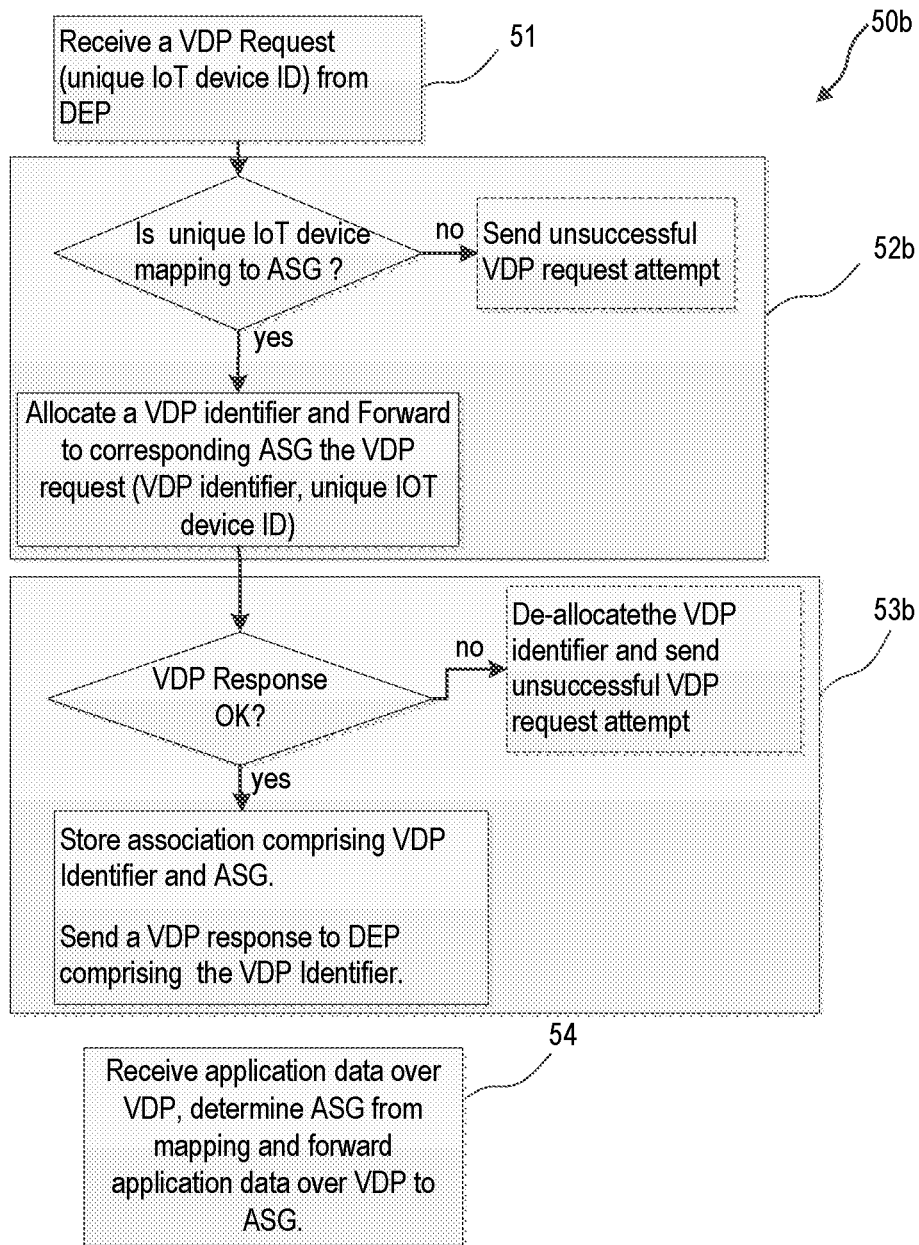 Receive a VDP Request
(unique IoT device ID) from
DEP
51
50b
Is unique IoT device
mapping to ASG ?
no
Send unsuccessful
VDP request attempt
52b
yes
Allocate a VDP identifier and Forward
to corresponding ASG the VDP
request (VDP identifier, unique IOT
device ID)
VDP Response
OK?
no
De-allocatethe VDP
identifier and send
unsuccessful VDP
request attempt
53b
yes
Store association comprising VDP
Identifier and ASG.
Send a VDP response to DEP
comprising the VDP Identifier.
54
Receive application data over
VDP, determine ASG from
mapping and forward
application data over VDP to
ASG.